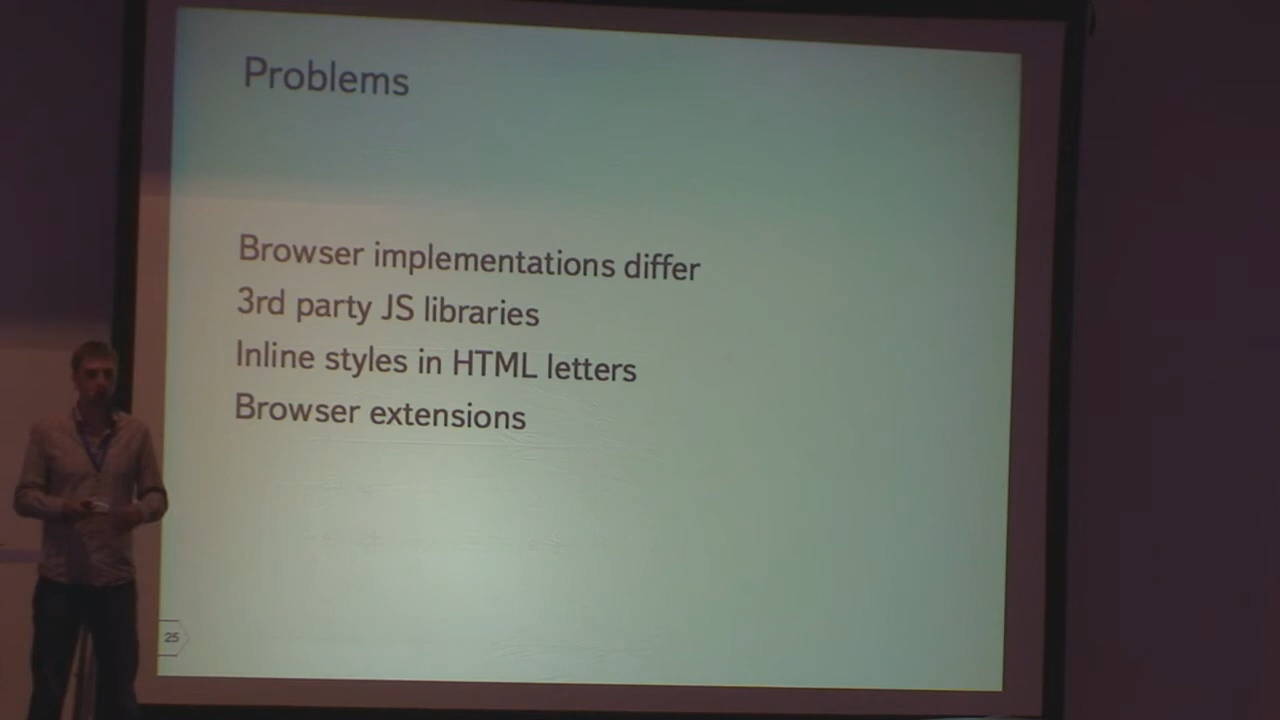 Problems
Browser implementations differ
3rd party JS libraries
Inline styles in HTML letters
Browser extensions
25